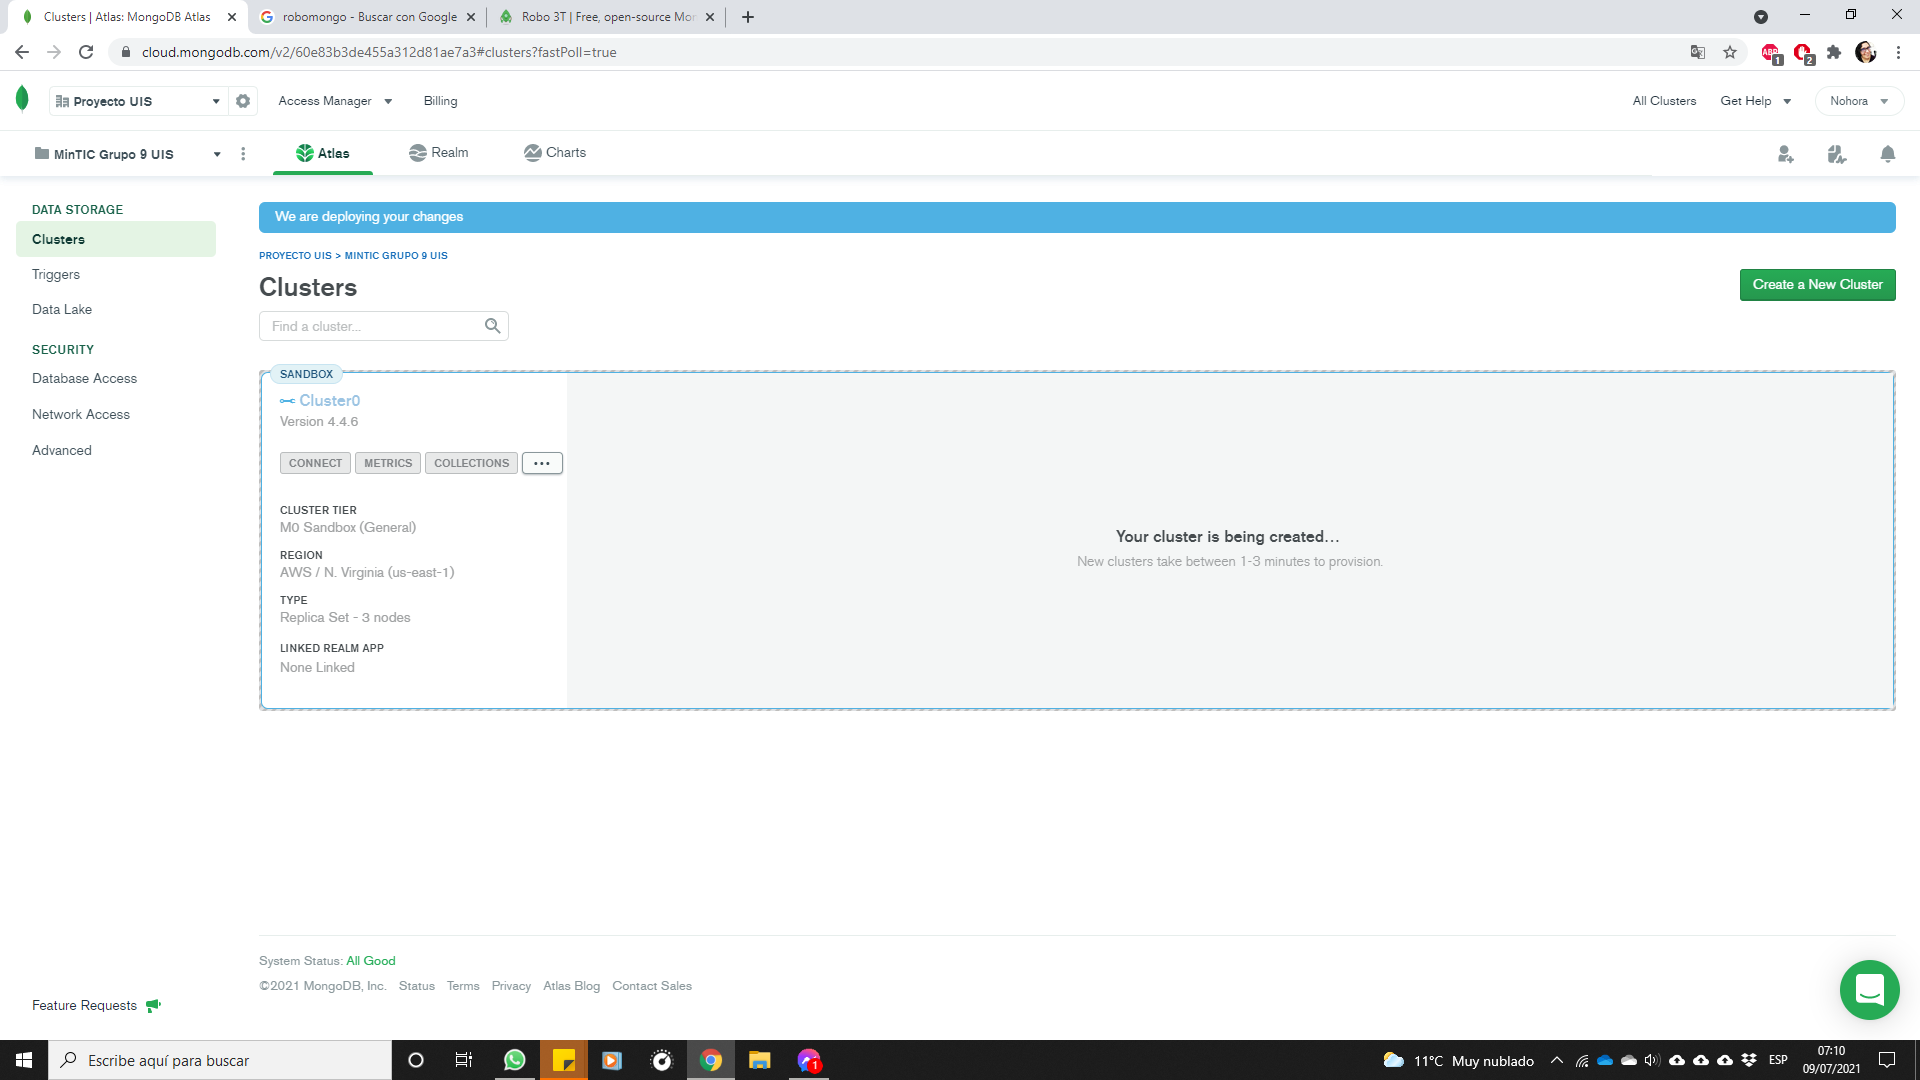 Clusters | Atlas: MongoDB Atlas
robomongo - Buscar con Google
Robo 3T | Free, open-source Mon
cloud.mongodb.com/v2/60e83b3de455a312d81ae7a3#clusters?fastPoll=true
ABP
1
2
Proyecto UIS
Access Manager
Billing
All Clusters
Get Help
Nohora
MinTIC Grupo 9 UIS
Atlas
Realm
Charts
DATA STORAGE
Clusters
Triggers
Data Lake
SECURITY
Database Access
Network Access
Advanced
We are deploying your changes
PROYECTO UIS > MINTIC GRUPO 9 UIS
Clusters
Create a New Cluster
Find a cluster...
SANDBOX
Cluster0
Version 4.4.6
CONNECT
METRICS
COLLECTIONS
...
CLUSTER TIER
M0 Sandbox (General)
REGION
AWS / N. Virginia (us-east-1)
TYPE
Replica Set - 3 nodes
LINKED REALM APP
None Linked
Your cluster is being created...
New clusters take between 1-3 minutes to provision.
System Status: All Good
©2021 MongoDB, Inc. Status Terms Privacy Atlas Blog Contact Sales
Feature Requests
Escribe aquí para buscar
1
11°C Muy nublado
ESP
07:10
09/07/2021